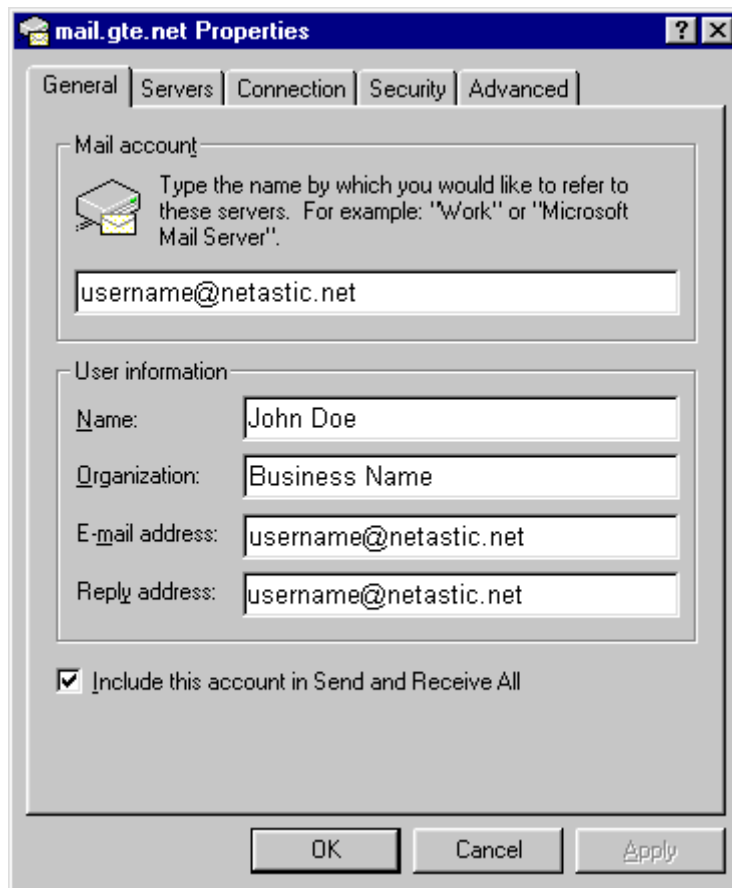 mail.gte.net Properties
General Servers Connection Security Advanced
Mail account
Type the name by which you would like to refer to
these servers.  For example: "Work" or "Microsoft
Mail Server".
username@netastic.net
User information
Name: John Doe
Organization: Business Name
E-mail address: username@netastic.net
Reply address: username@netastic.net
Include this account in Send and Receive All
OK Cancel Apply